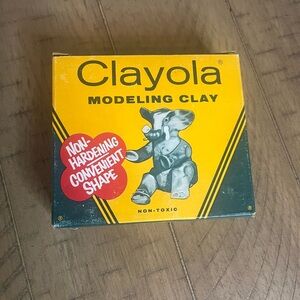 Clayola®
MODELING CLAY
NON-
HARDENING
CONVENIENT
SHAPE
NON-TOXIC